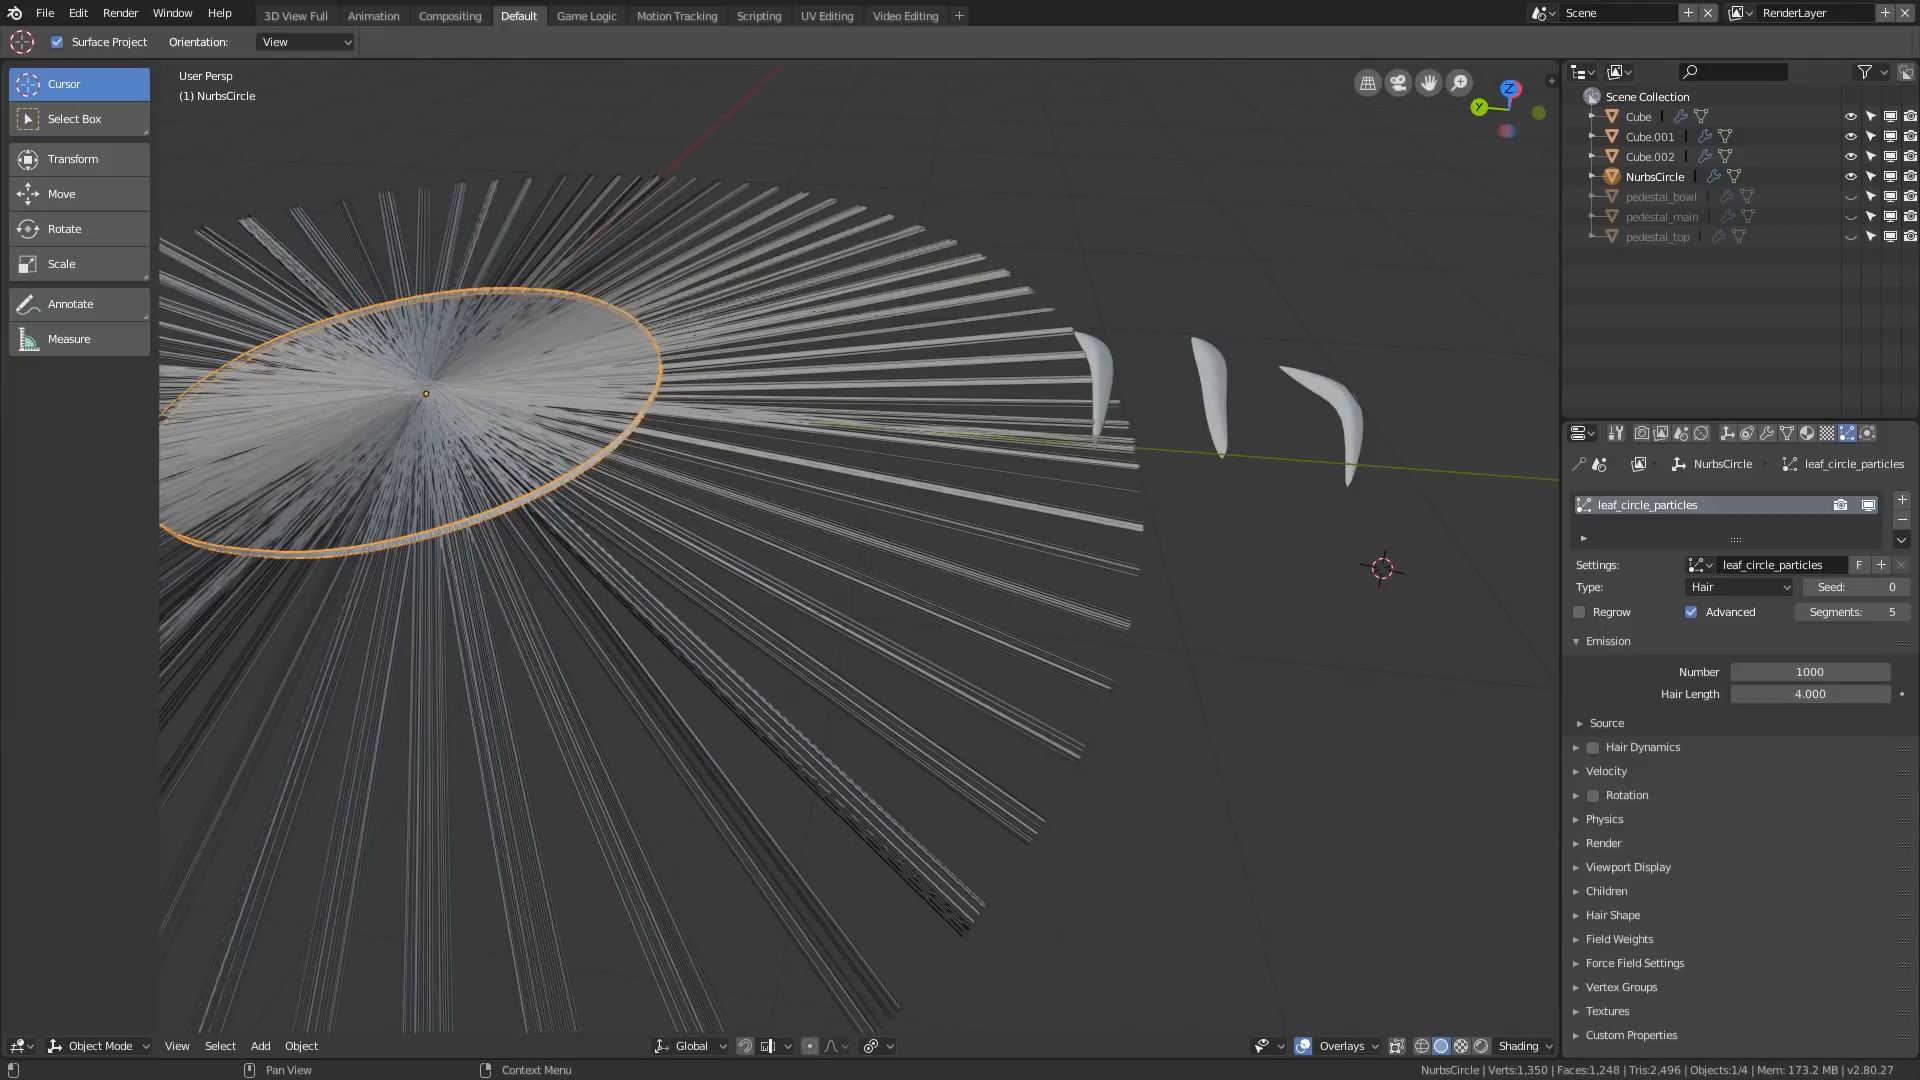 File Edit Render Window Help 3D View Full Animation Compositing Default Game Logic Motion Tracking Scripting UV Editing Video Editing Scene RenderLayer
Surface Project Orientation: View
Cursor
Select Box
Transform
Move
Rotate
Scale
Annotate
Measure
User Persp
(1) NurbsCircle
Z
Y
Scene Collection
Cube
Cube.001
Cube.002
NurbsCircle
pedestal_bowl
pedestal_main
pedestal_top
NurbsCircle leaf_circle_particles
leaf_circle_particles
Settings: leaf_circle_particles F
Type: Hair Seed: 0
Regrow Advanced Segments: 5
Emission
Number 1000
Hair Length 4.000
Source
Hair Dynamics
Velocity
Rotation
Physics
Render
Viewport Display
Children
Hair Shape
Field Weights
Force Field Settings
Vertex Groups
Textures
Custom Properties
Object Mode View Select Add Object Global Overlays Shading
Pan View Context Menu NurbsCircle | Verts:1,350 | Faces:1,248 | Tris:2,496 | Objects:1/4 | Mem: 173.2 MB | v2.80.27